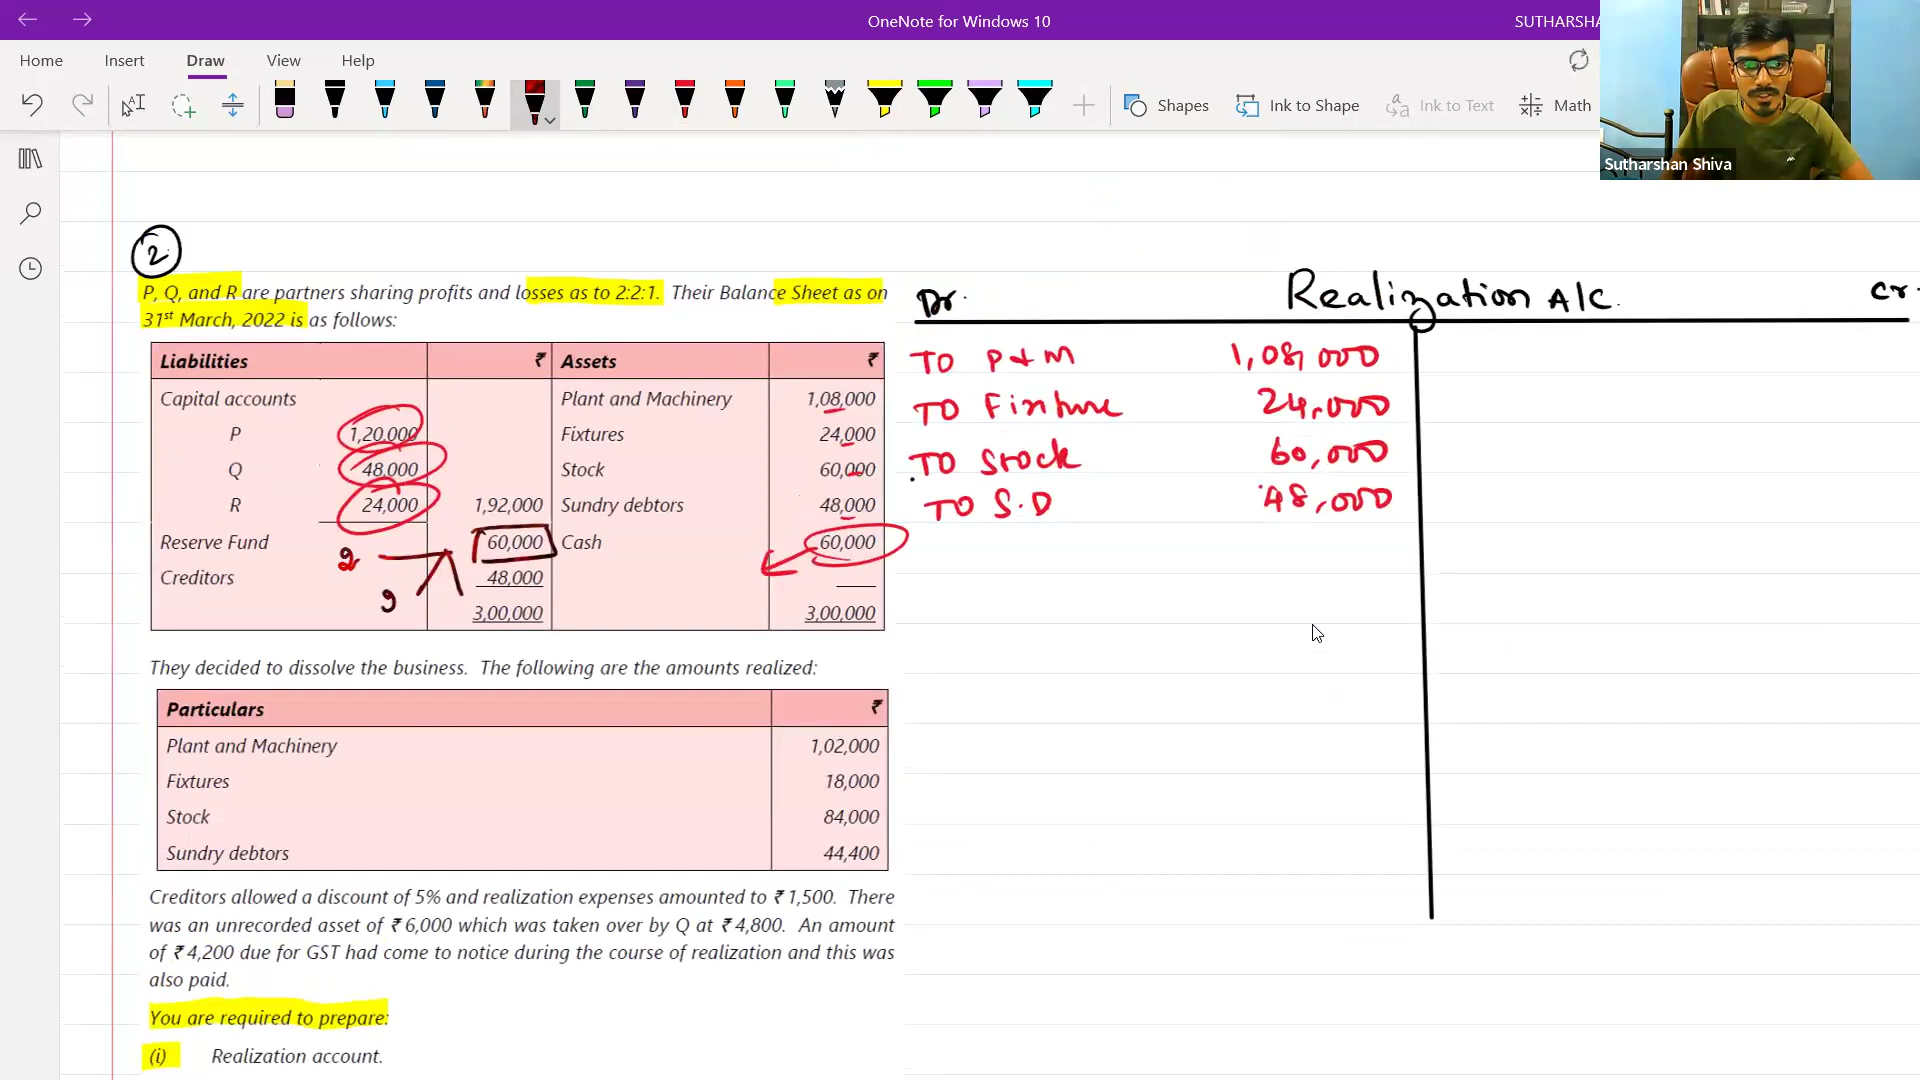 OneNote for Windows 10
SUTHARSHA
Home Insert Draw View Help
Shapes Ink to Shape Ink to Text Math
Sutharshan Shiva
2
P, Q, and R are partners sharing profits and losses as to 2:2:1. Their Balance Sheet as on
31st March, 2022 is as follows:
Liabilities ₹ Assets ₹
Capital accounts Plant and Machinery 1,08,000
P 1,20,000 Fixtures 24,000
Q 48,000 Stock 60,000
R 24,000 1,92,000 Sundry debtors 48,000
Reserve Fund 60,000 Cash 60,000
Creditors 48,000
3,00,000 3,00,000
They decided to dissolve the business. The following are the amounts realized:
Particulars ₹
Plant and Machinery 1,02,000
Fixtures 18,000
Stock 84,000
Sundry debtors 44,400
Creditors allowed a discount of 5% and realization expenses amounted to ₹ 1,500. There
was an unrecorded asset of ₹ 6,000 which was taken over by Q at ₹ 4,800. An amount
of ₹ 4,200 due for GST had come to notice during the course of realization and this was
also paid.
You are required to prepare:
(i) Realization account.
Dr. Realization A/C. Cr.
TO P & M 1,08,000
TO Fixture 24,000
TO Stock 60,000
TO S.D 48,000